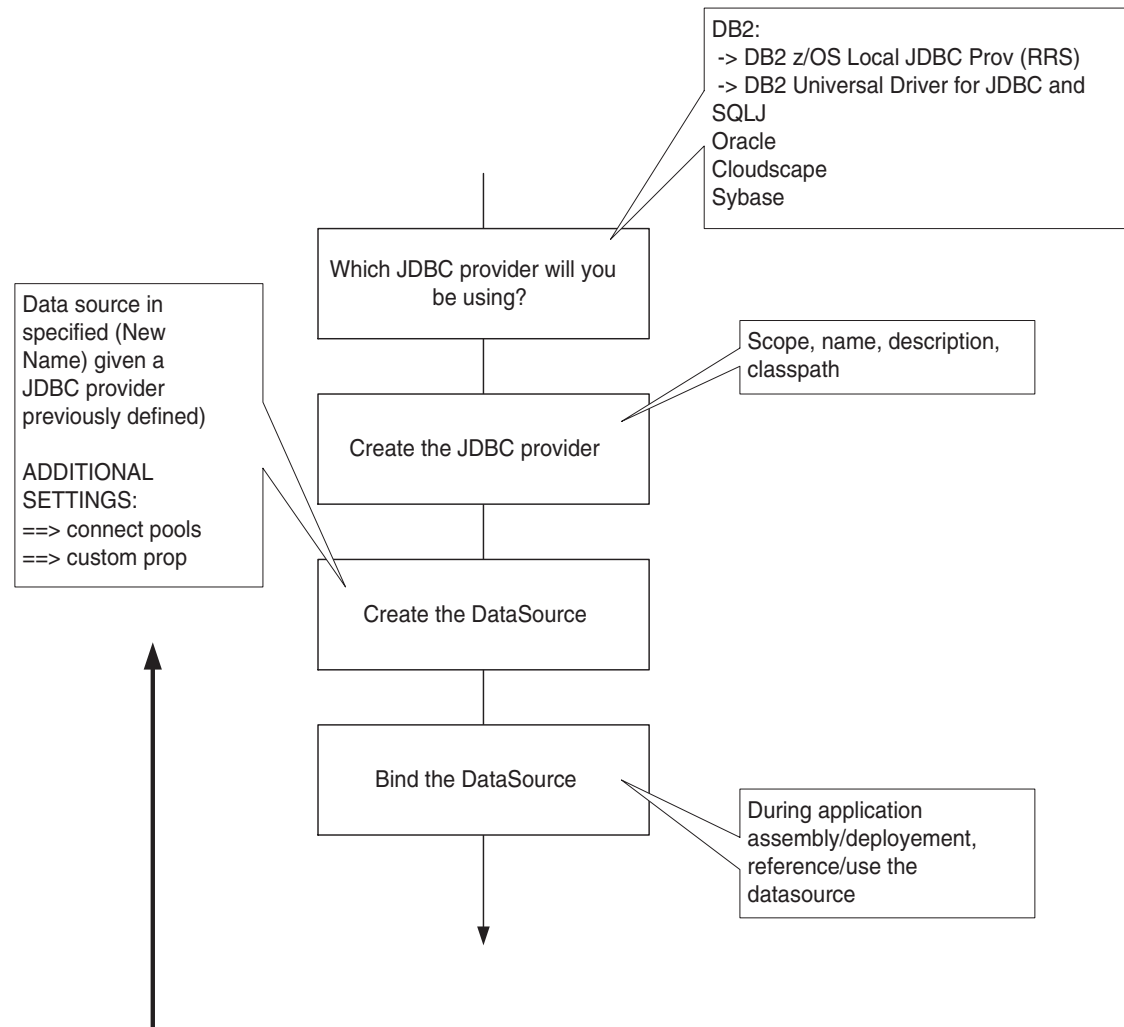 DB2:
-> DB2 z/OS Local JDBC Prov (RRS)
-> DB2 Universal Driver for JDBC and
SQLJ
Oracle
Cloudscape
Sybase
Which JDBC provider will you
be using?
Data source in
specified (New
Name) given a
JDBC provider
previously defined)
ADDITIONAL
SETTINGS:
==> connect pools
==> custom prop
Scope, name, description,
classpath
Create the JDBC provider
Create the DataSource
Bind the DataSource
During application
assembly/deployement,
reference/use the
datasource